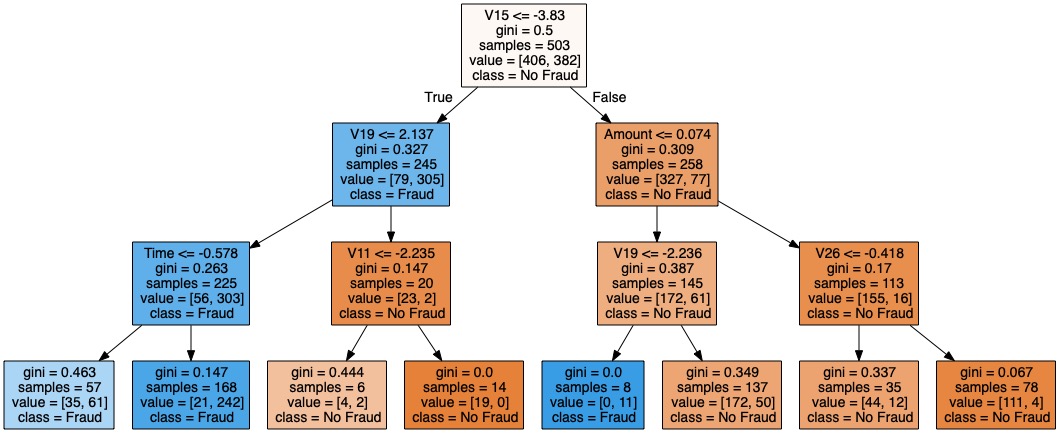 V15 <= -3.83
gini = 0.5
samples = 503
value = [406, 382]
class = No Fraud
True
False
V19 <= 2.137
gini = 0.327
samples = 245
value = [79, 305]
class = Fraud
Amount <= 0.074
gini = 0.309
samples = 258
value = [327, 77]
class = No Fraud
Time <= -0.578
gini = 0.263
samples = 225
value = [56, 303]
class = Fraud
V11 <= -2.235
gini = 0.147
samples = 20
value = [23, 2]
class = No Fraud
V19 <= -2.236
gini = 0.387
samples = 145
value = [172, 61]
class = No Fraud
V26 <= -0.418
gini = 0.17
samples = 113
value = [155, 16]
class = No Fraud
gini = 0.463
samples = 57
value = [35, 61]
class = Fraud
gini = 0.147
samples = 168
value = [21, 242]
class = Fraud
gini = 0.444
samples = 6
value = [4, 2]
class = No Fraud
gini = 0.0
samples = 14
value = [19, 0]
class = No Fraud
gini = 0.0
samples = 8
value = [0, 11]
class = Fraud
gini = 0.349
samples = 137
value = [172, 50]
class = No Fraud
gini = 0.337
samples = 35
value = [44, 12]
class = No Fraud
gini = 0.067
samples = 78
value = [111, 4]
class = No Fraud